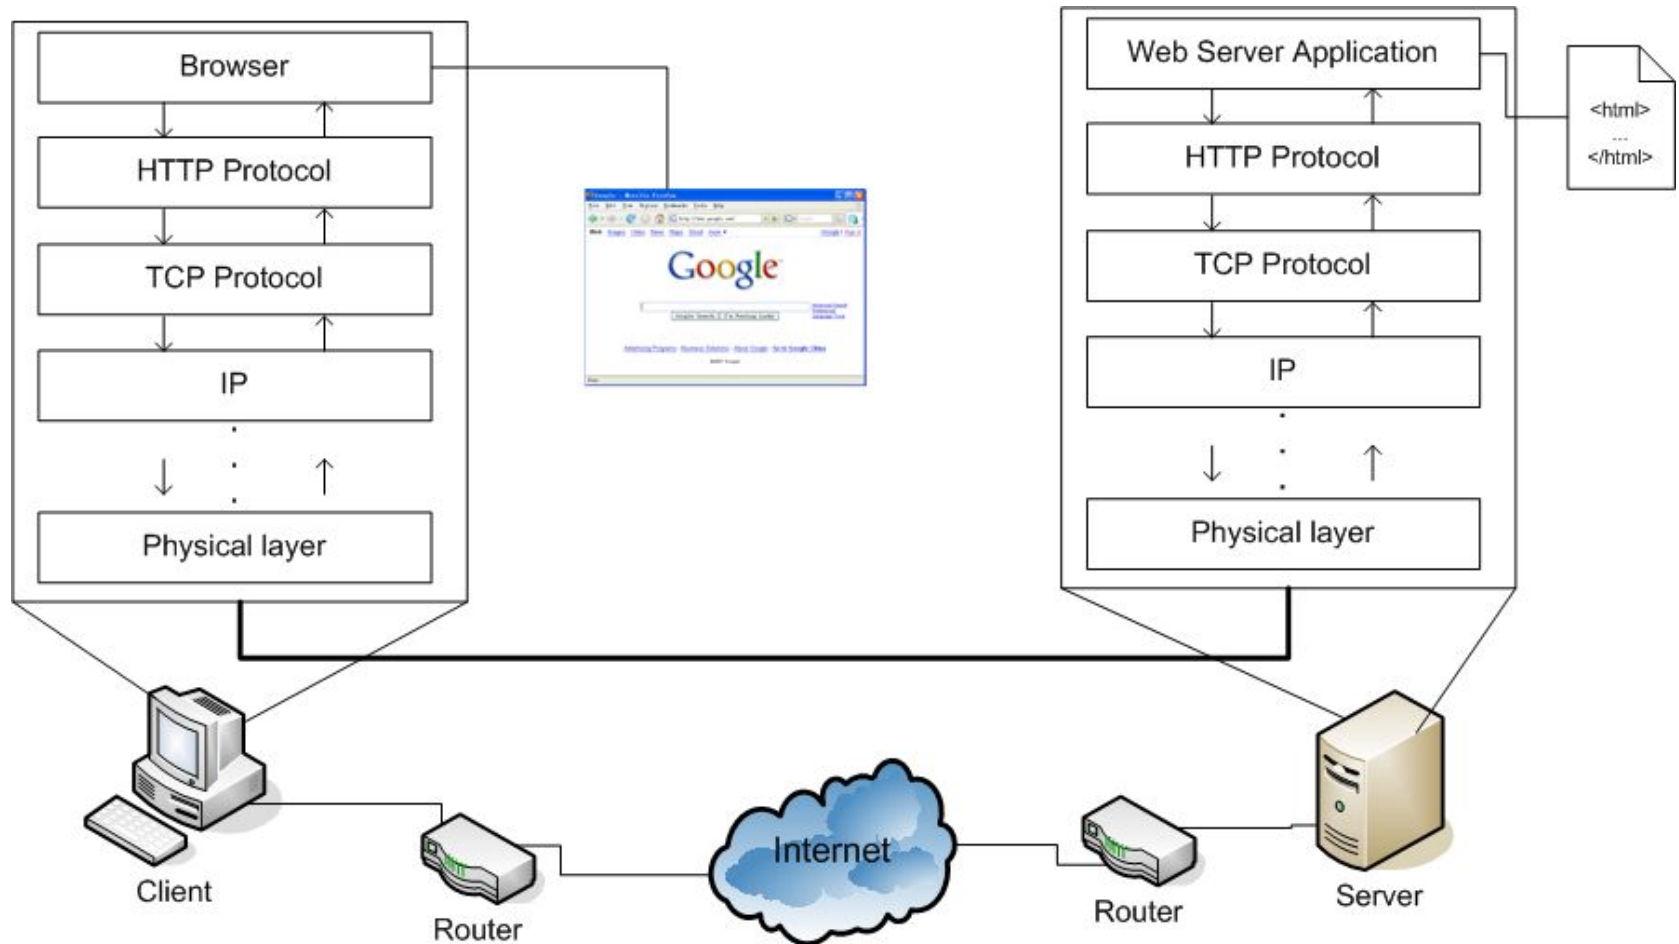 Browser
HTTP Protocol
TCP Protocol
IP
Physical layer
Google
Web Server Application
HTTP Protocol
TCP Protocol
IP
Physical layer
<html>
...
</html>
Client
Router
Internet
Router
Server